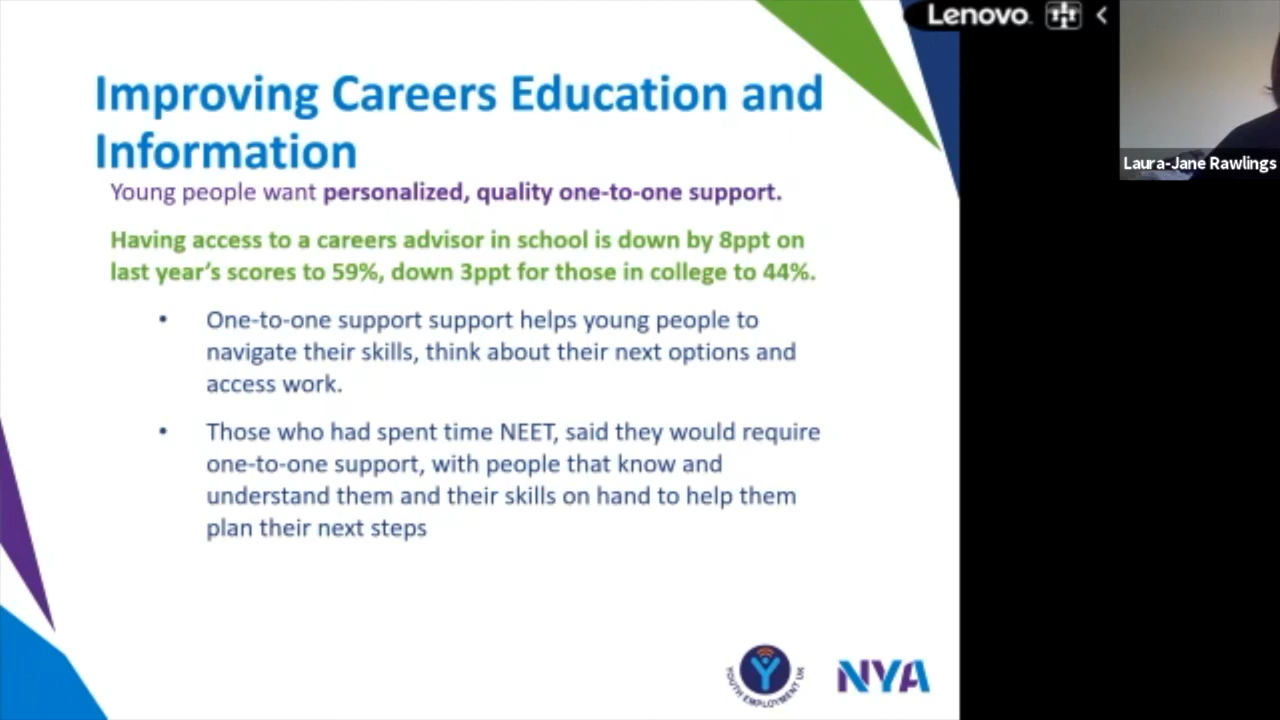 Lenovo
Improving Careers Education and
Information
Young people want personalized, quality one-to-one support.
Having access to a careers advisor in school is down by 8ppt on
last year's scores to 59%, down 3ppt for those in college to 44%.
• One-to-one support support helps young people to
navigate their skills, think about their next options and
access work.
• Those who had spent time NEET, said they would require
one-to-one support, with people that know and
understand them and their skills on hand to help them
plan their next steps
Laura-Jane Rawlings
YOUTH EMPLOYMENT UK
NYA